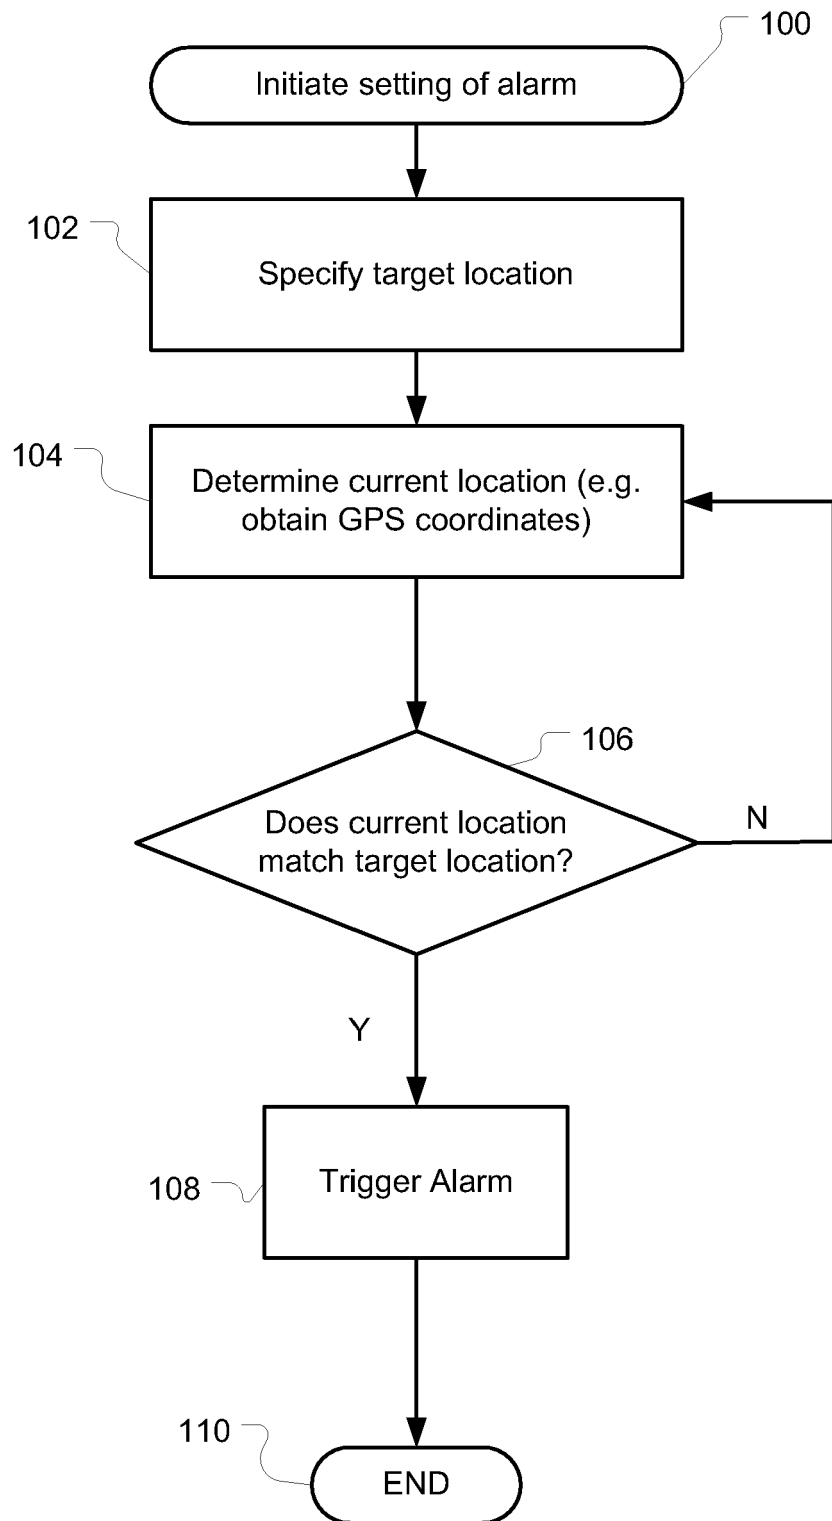 100
Initiate setting of alarm
102
Specify target location
104
Determine current location (e.g.
obtain GPS coordinates)
106
Does current location
match target location?
N
Y
108
Trigger Alarm
110
END